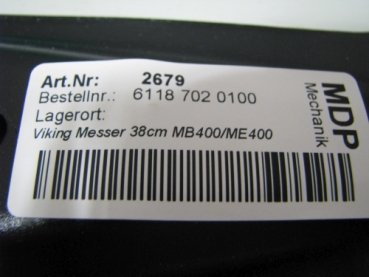 Art.Nr: 2679
Bestellnr.: 6118 702 0100
Lagerort:
Viking Messer 38cm MB400/ME400
MDP
Mechanik